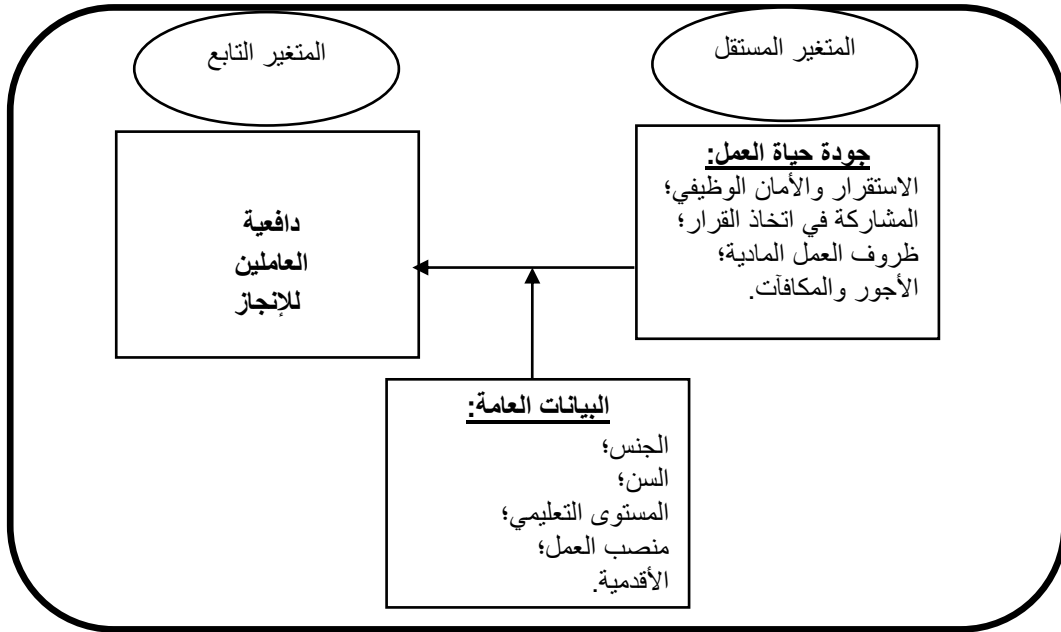 المتغير المستقل
المتغير التابع
جودة حياة العمل:
الاستقرار والأمان الوظيفي؛
المشاركة في اتخاذ القرار؛
ظروف العمل المادية؛
الأجور والمكافآت.
دافعية
العاملين
للإنجاز
البيانات العامة:
الجنس؛
السن؛
المستوى التعليمي؛
منصب العمل؛
الأقدمية.